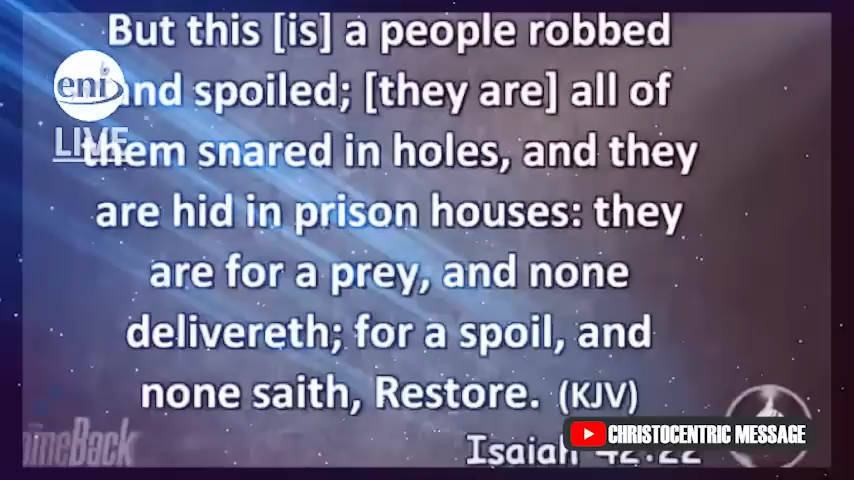 But this [is] a people robbed
eni and spoiled; [they are] all of
LIVE them snared in holes, and they
are hid in prison houses: they
are for a prey, and none
delivereth; for a spoil, and
none saith, Restore. (KJV)
CHRISTOCENTRIC MESSAGE
Isaiah 42:22